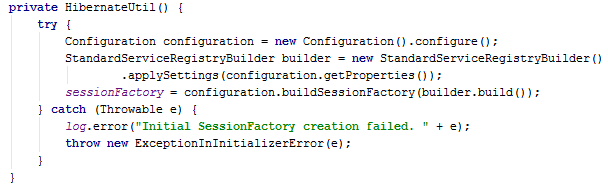 private HibernateUtil() {
try {
Configuration configuration = new Configuration().configure();
StandardServiceRegistryBuilder builder = new StandardServiceRegistryBuilder()
.applySettings(configuration.getProperties());
sessionFactory = configuration.buildSessionFactory(builder.build());
} catch (Throwable e) {
log.error("Initial SessionFactory creation failed. " + e);
throw new ExceptionInInitializerError(e);
}
}